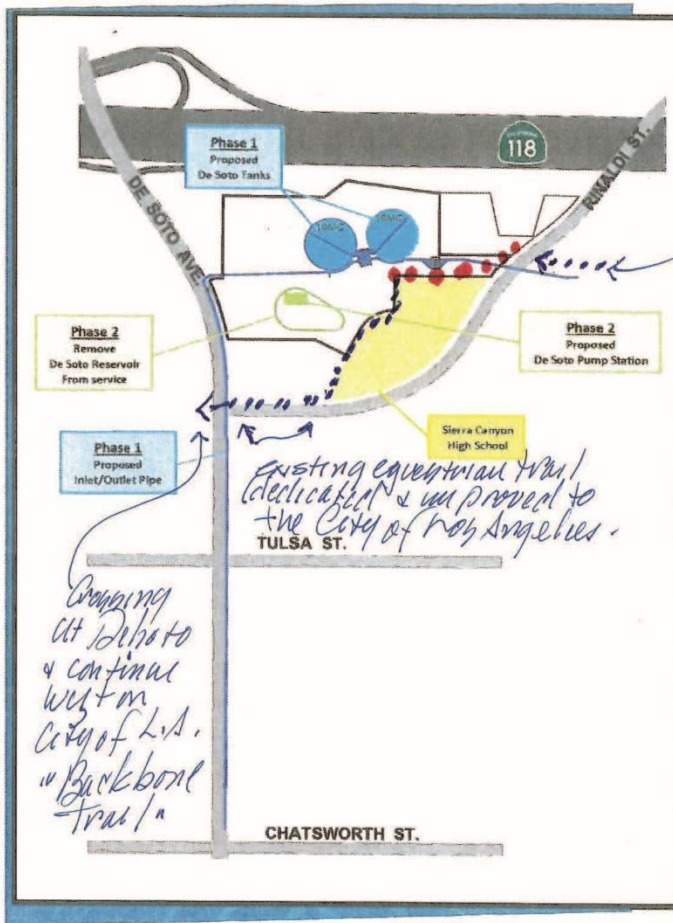 CALIFORNIA
118
RINALDI ST.
DE SOTO AVE.
Phase 1
Proposed
De Soto Tanks
10MG
10MG
Phase 2
Remove
De Soto Reservoir
From service
Phase 2
Proposed
De Soto Pump Station
Sierra Canyon
High School
Phase 1
Proposed
Inlet/Outlet Pipe
Existing equestrian trail
dedicated & improved to
the City of Los Angeles.
TULSA ST.
Crossing
at DeSoto
& continue
west on
City of L.A.
"Backbone
Trail"
CHATSWORTH ST.